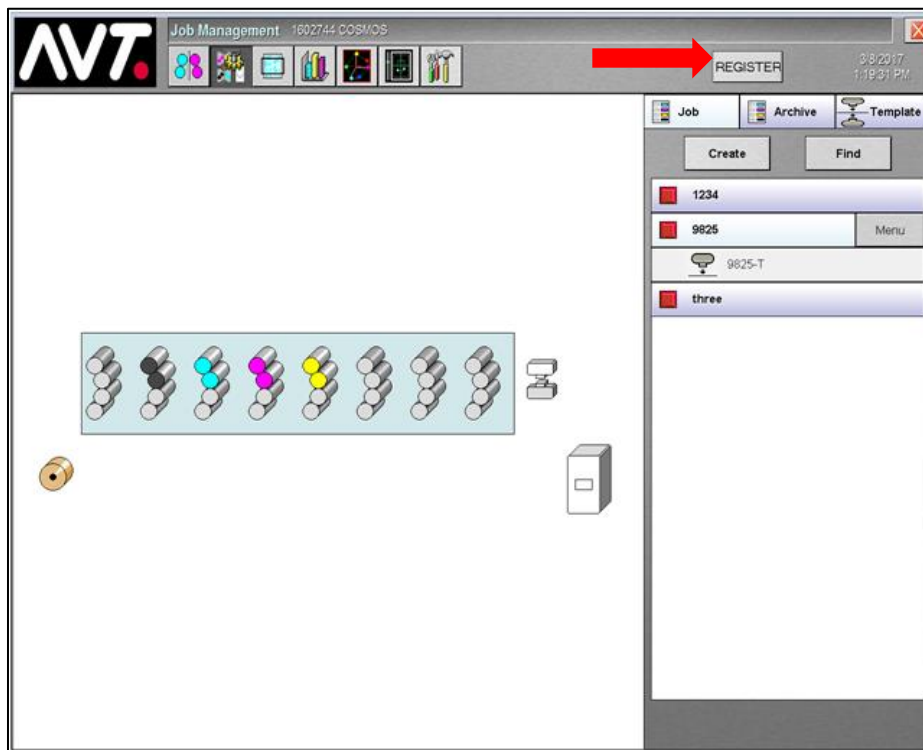 AVT.
Job Management 1602744 COSMOS
REGISTER
3/8/2017
1:19:31 PM
Job
Archive
Template
Create
Find
1234
9825
Menu
9825-T
three